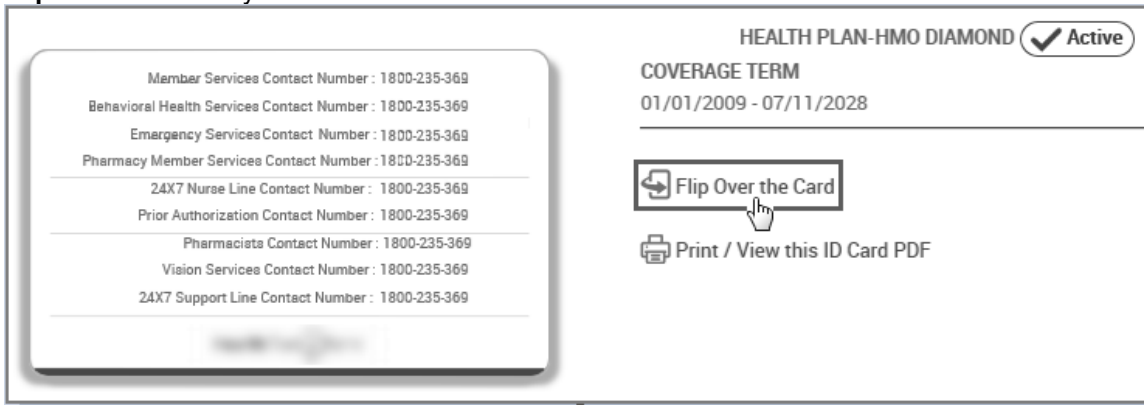 Member Services Contact Number : 1800-235-369
Behavioral Health Services Contact Number : 1800-235-369
Emergency Services Contact Number : 1800-235-369
Pharmacy Member Services Contact Number : 1800-235-369
24X7 Nurse Line Contact Number : 1800-235-369
Prior Authorization Contact Number : 1800-235-369
Pharmacists Contact Number : 1800-235-369
Vision Services Contact Number : 1800-235-369
24X7 Support Line Contact Number : 1800-235-369
HEALTH PLAN-HMO DIAMOND Active
COVERAGE TERM
01/01/2009 - 07/11/2028
Flip Over the Card
Print / View this ID Card PDF